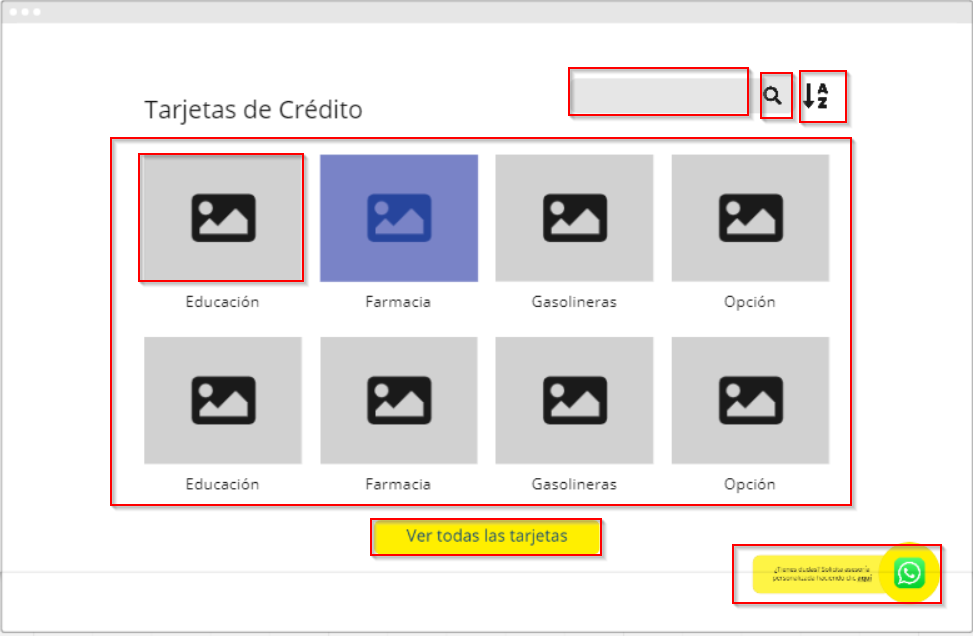 Tarjetas de Crédito
A
Z
Educación
Farmacia
Gasolineras
Opción
Educación
Farmacia
Gasolineras
Opción
Ver todas las tarjetas
¿Tienes dudas? Solicita asesoría
personalizada haciendo clic aquí